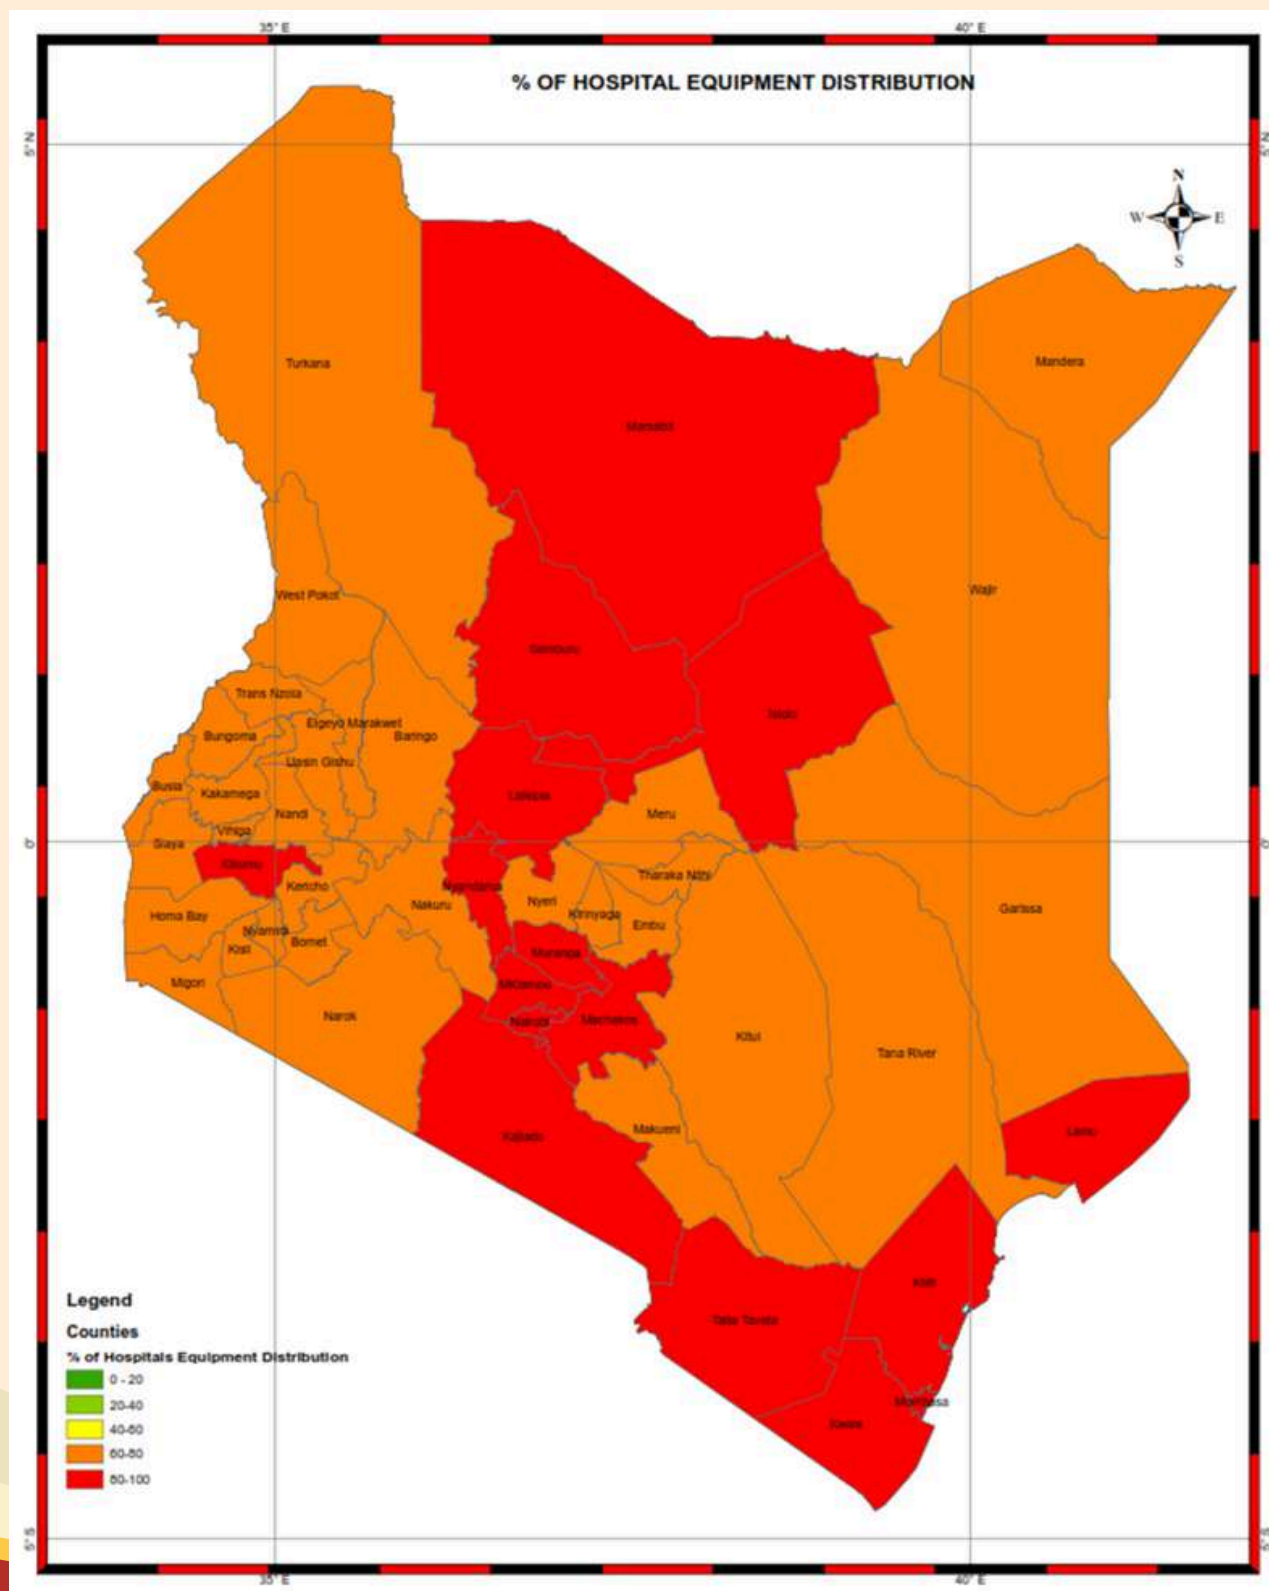 35° E
40° E
% OF HOSPITAL EQUIPMENT DISTRIBUTION
5° N
5° N
N
W E
S
Turkana
Mandera
Marsabit
Wajir
West Pokot
Samburu
Trans Nzoia
Isiolo
Elgeyo Marakwet
Bungoma
Baringo
Uasin Gishu
Busia
Kakamega
Laikipia
Nandi
Meru
Vihiga
Siaya
0°
0°
Kisumu
Tharaka Nithi
Kericho
Nyandarua
Nakuru
Nyeri
Garissa
Homa Bay
Kirinyaga
Embu
Nyamira
Bomet
Kisii
Muranga
Migori
Kiambu
Narok
Nairobi
Machakos
Kitui
Tana River
Makueni
Lamu
Kajiado
Kilifi
Taita Taveta
Mombasa
Kwale
Legend
Counties
% of Hospitals Equipment Distribution
0 - 20
20-40
40-60
60-80
80-100
5° S
5° S
35° E
40° E